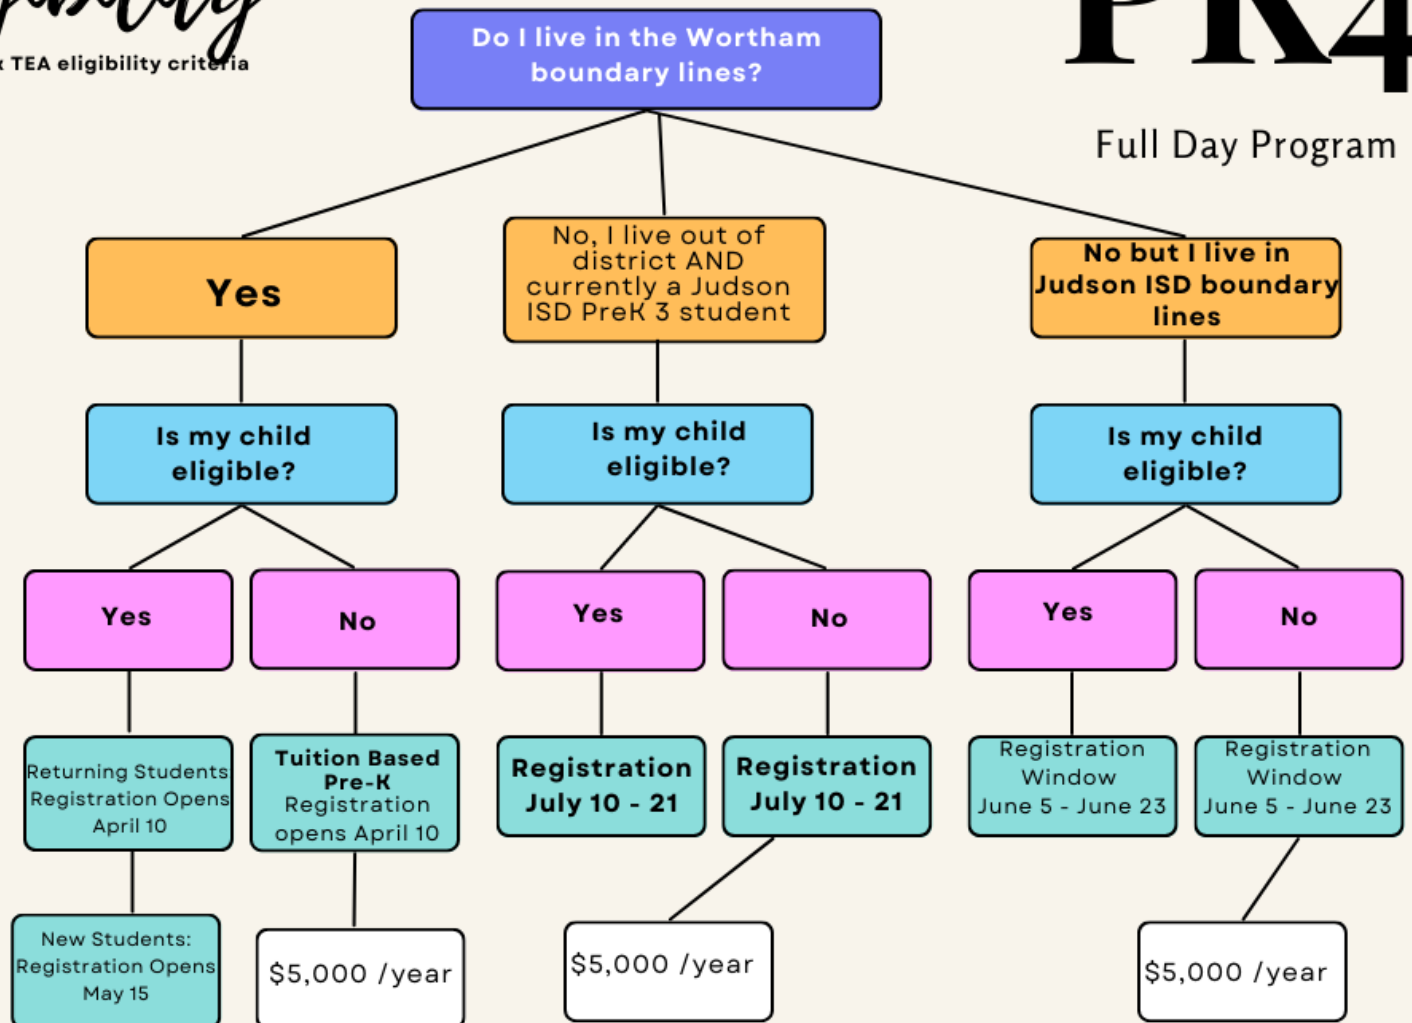 TEA eligibility criteria
PK4
Full Day Program
Do I live in the Wortham
boundary lines?
Yes
No, I live out of
district AND
currently a Judson
ISD PreK 3 student
No but I live in
Judson ISD boundary
lines
Is my child
eligible?
Is my child
eligible?
Is my child
eligible?
Yes
No
Yes
No
Yes
No
Returning Students
Registration Opens
April 10
Tuition Based
Pre-K
Registration
opens April 10
Registration
July 10 - 21
Registration
July 10 - 21
Registration
Window
June 5 - June 23
Registration
Window
June 5 - June 23
New Students:
Registration Opens
May 15
$5,000 /year
$5,000 /year
$5,000 /year